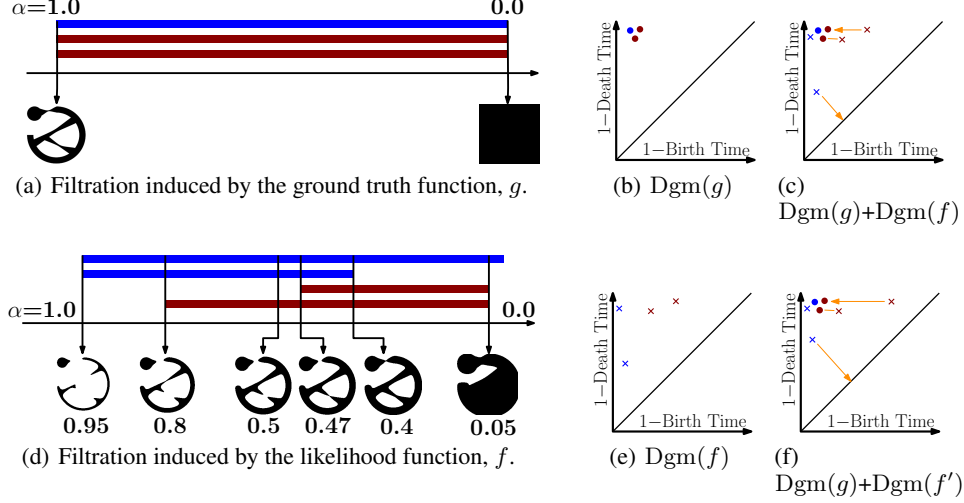 α=1.0 0.0
(a) Filtration induced by the ground truth function, g.
1−Death Time
1−Birth Time
(b) Dgm(g)
1−Death Time
1−Birth Time
(c)
Dgm(g)+Dgm(f)
α=1.0 0.0
0.95 0.8 0.5 0.47 0.4 0.05
(d) Filtration induced by the likelihood function, f.
1−Death Time
1−Birth Time
(e) Dgm(f)
1−Death Time
1−Birth Time
(f)
Dgm(g)+Dgm(f′)